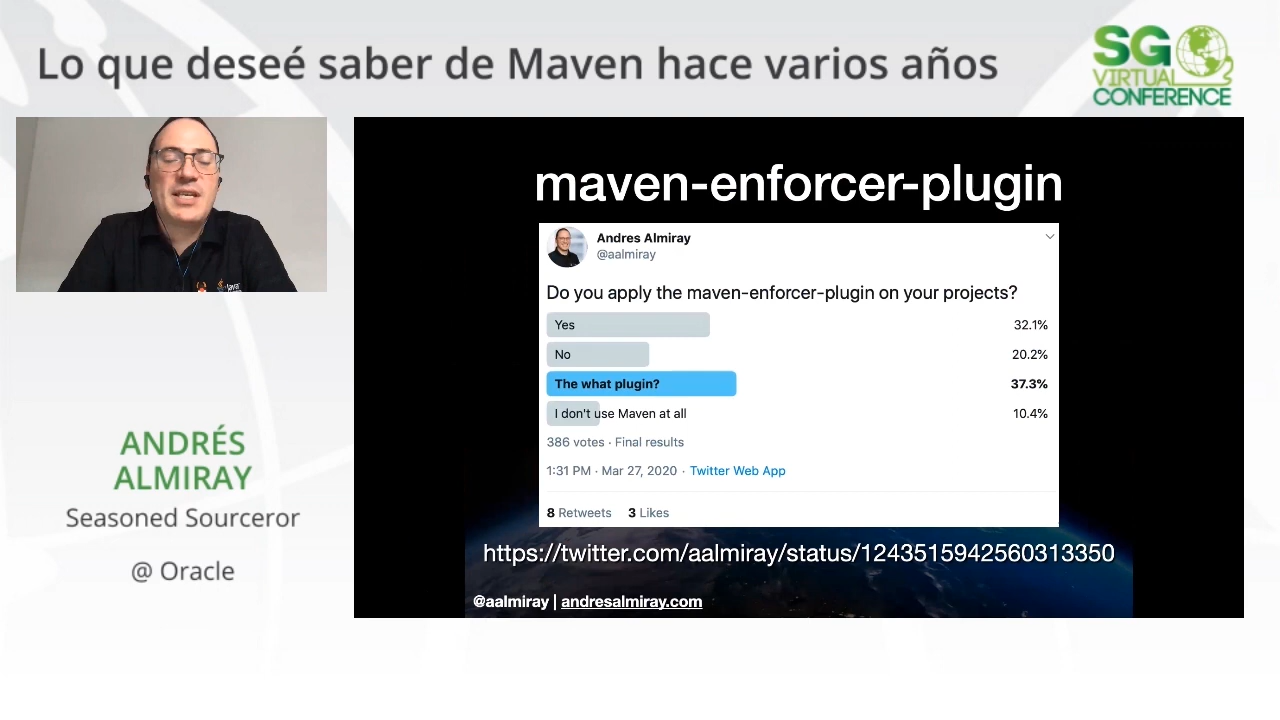 Lo que deseé saber de Maven hace varios años
SG
VIRTUAL
CONFERENCE
maven-enforcer-plugin
Andres Almiray
@aalmiray
Do you apply the maven-enforcer-plugin on your projects?
Yes 32.1%
No 20.2%
The what plugin? 37.3%
I don't use Maven at all 10.4%
386 votes · Final results
1:31 PM · Mar 27, 2020 · Twitter Web App
8 Retweets 3 Likes
https://twitter.com/aalmiray/status/1243515942560313350
@aalmiray | andresalmiray.com
Java
ANDRÉS
ALMIRAY
Seasoned Sourceror
@ Oracle